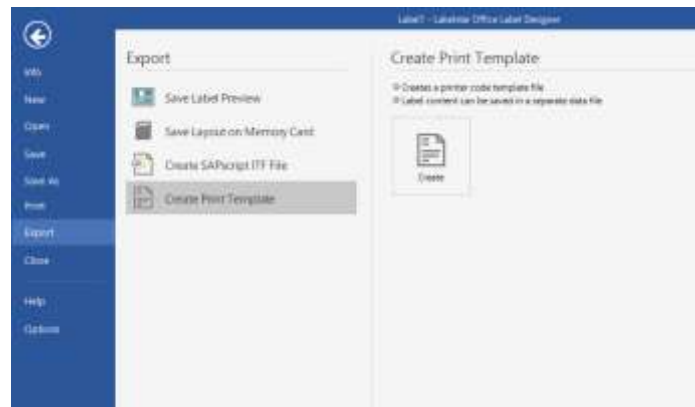 Label1 - Labelstar Office Label Designer
Info
New
Open
Save
Save As
Print
Export
Close
Help
Options
Export
Save Label Preview
Save Layout on Memory Card
Create SAPscript ITF File
Create Print Template
Create Print Template
Creates a printer code template file
Label content can be saved in a separate data file
Create